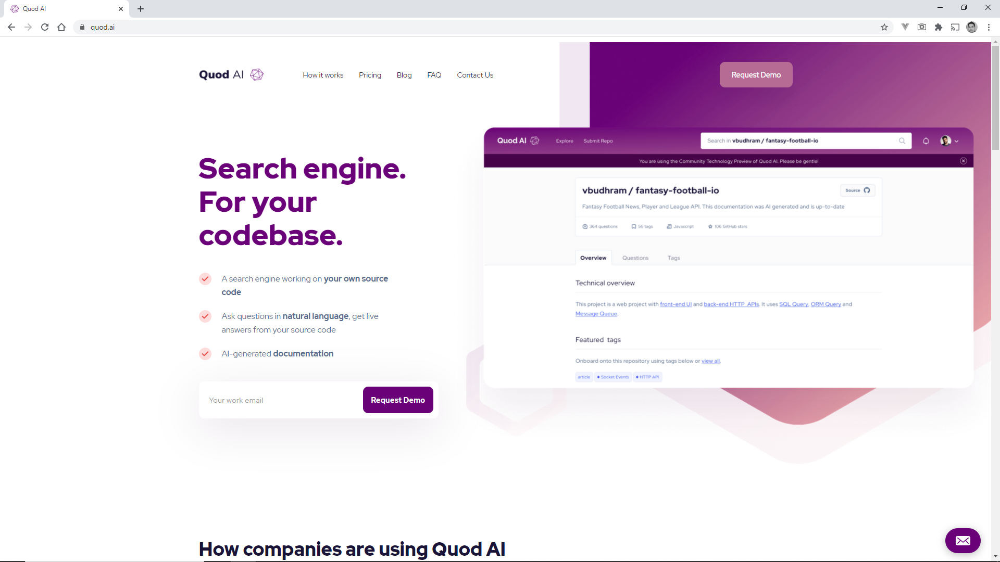 Quod AI
quod.ai
Quod AI
How it works
Pricing
Blog
FAQ
Contact Us
Request Demo
Search engine.
For your
codebase.
A search engine working on your own source
code
Ask questions in natural language, get live
answers from your source code
AI-generated documentation
Your work email
Request Demo
Quod AI
Explore
Submit Repo
Search in vbudhram / fantasy-football-io
You are using the Community Technology Preview of Quod AI. Please be gentle!
vbudhram / fantasy-football-io
Source
Fantasy Football News, Player and League API. This documentation was AI generated and is up-to-date
364 questions
56 tags
Javascript
106 GitHub stars
Overview
Questions
Tags
Technical overview
This project is a web project with front-end UI and back-end HTTP APIs. It uses SQL Query, ORM Query and
Message Queue.
Featured tags
Onboard onto this repository using tags below or view all.
article
Socket Events
HTTP API
How companies are using Quod AI